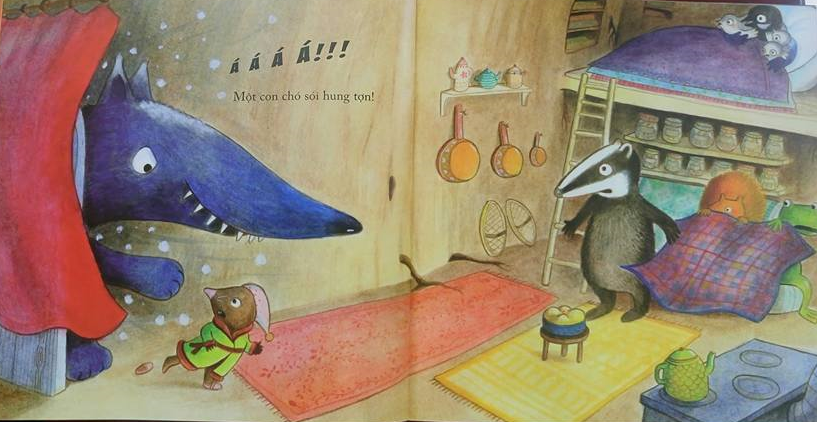 Á Á Á Á!!!
Một con chó sói hung tợn!